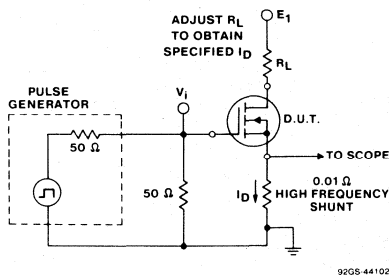 ADJUST RL
TO OBTAIN
SPECIFIED ID
E1
RL
PULSE
GENERATOR
Vi
D.U.T.
50 Ω
TO SCOPE
50 Ω
ID
0.01 Ω
HIGH FREQUENCY
SHUNT
92GS-44102